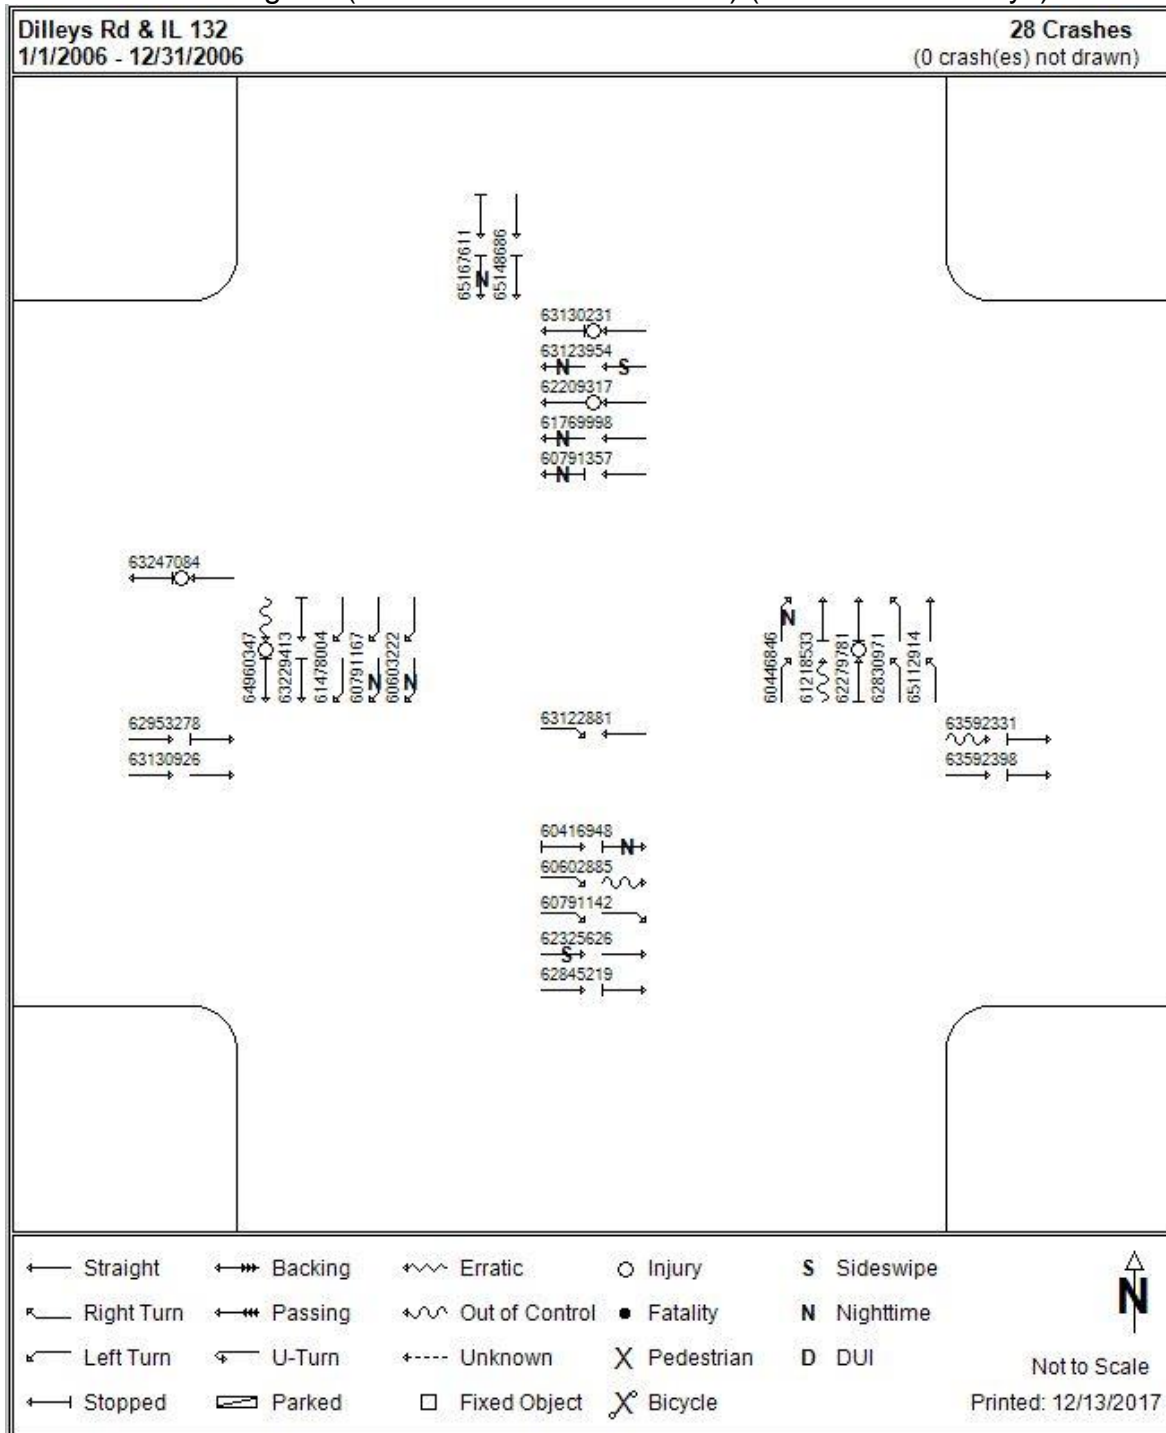 Dilleys Rd & IL 132
28 Crashes
1/1/2006 - 12/31/2006
(0 crash(es) not drawn)
65167611
N
65148686
63130231
63123954
N S
62209317
61769998
N
60791357
N
63247084
64960347
63229413
61478004
60791167
N
60603222
N
60446846
N
61218533
62279781
62830971
65112914
62953278
63130926
63122881
63592331
63592398
60416948
N
60602885
60791142
62325626
S
62845219
Straight
Backing
Erratic
Injury
S Sideswipe
Right Turn
Passing
Out of Control
Fatality
N Nighttime
Left Turn
U-Turn
Unknown
Pedestrian
D DUI
Stopped
Parked
Fixed Object
Bicycle
N
Not to Scale
Printed: 12/13/2017